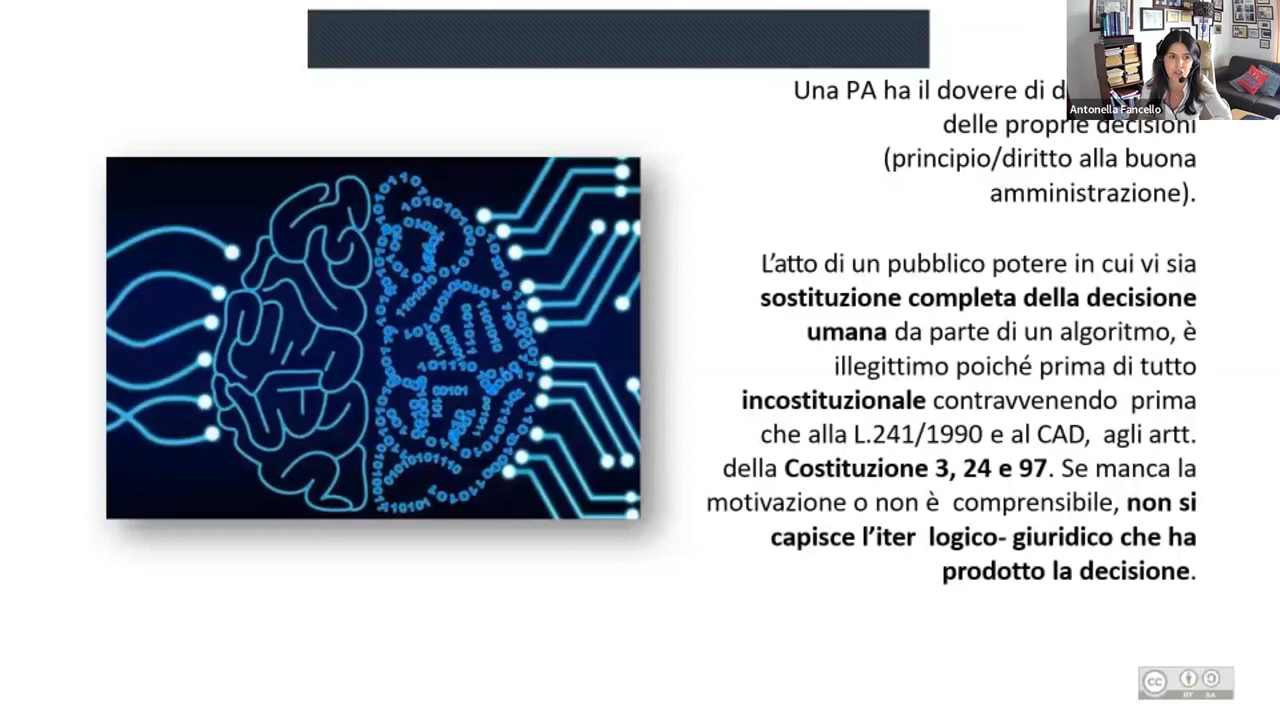 Una PA ha il dovere di
Antonella Fancello
delle proprie decisioni
(principio/diritto alla buona
amministrazione).
L'atto di un pubblico potere in cui vi sia
sostituzione completa della decisione
umana da parte di un algoritmo, è
illegittimo poiché prima di tutto
incostituzionale contravvenendo prima
che alla L.241/1990 e al CAD, agli artt.
della Costituzione 3, 24 e 97. Se manca la
motivazione o non è comprensibile, non si
capisce l'iter logico- giuridico che ha
prodotto la decisione.
cc
BY SA